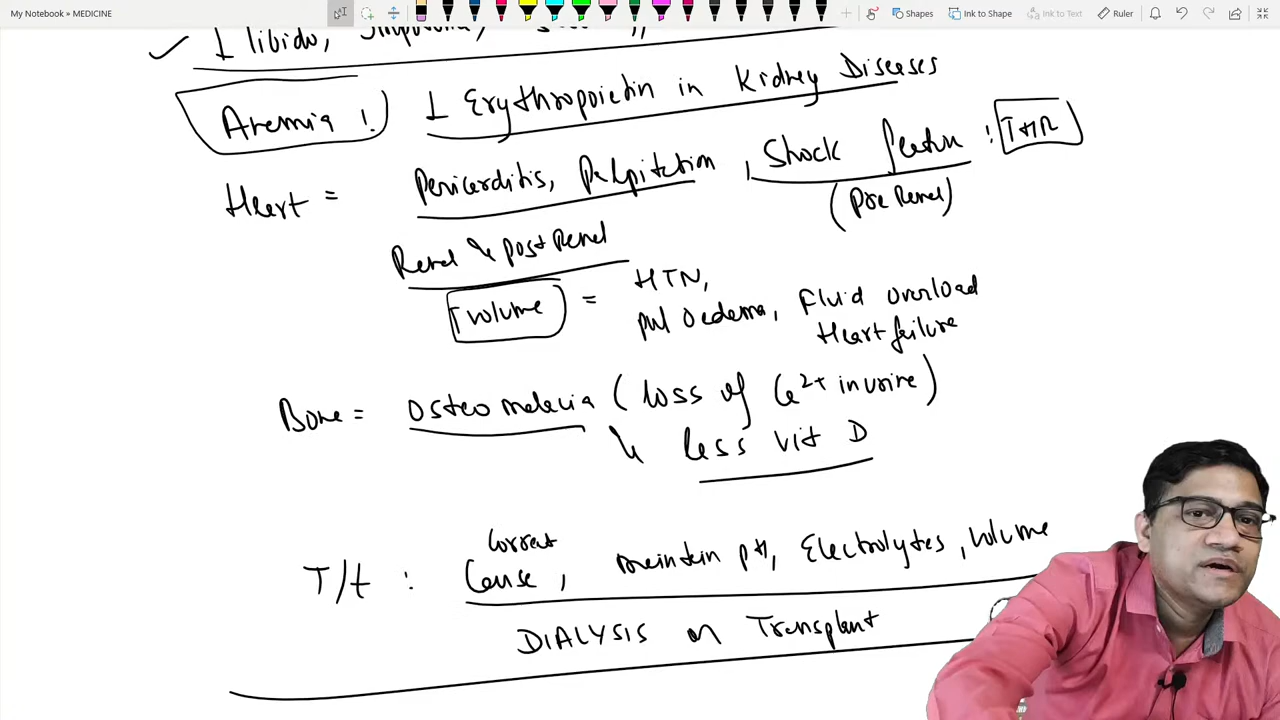 My Notebook » MEDICINE
Shapes
Ink to Shape
Ink to Text
Ruler
↓ libido,
Anemia :
↓ Erythropoietin in Kidney Diseases
Heart = Pericarditis, Palpitation, Shock feature : ↑HR
(Pre Renal)
Renal & post Renal
↑ volume = HTN,
pul oedema, Fluid overload
Heart failure
Bone = osteomalacia (loss of Ca2+ in urine)
& less vit D
T/t : Correct Cause, maintain pH, Electrolytes, volume
DIALYSIS or Transplant